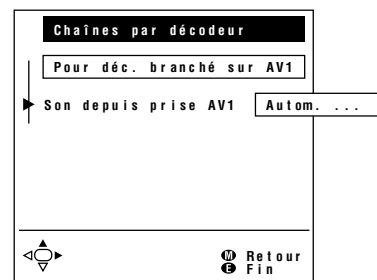 Chaînes par décodeur
Pour déc. branché sur AV1
Son depuis prise AV1 Autom. ...
M Retour
E Fin